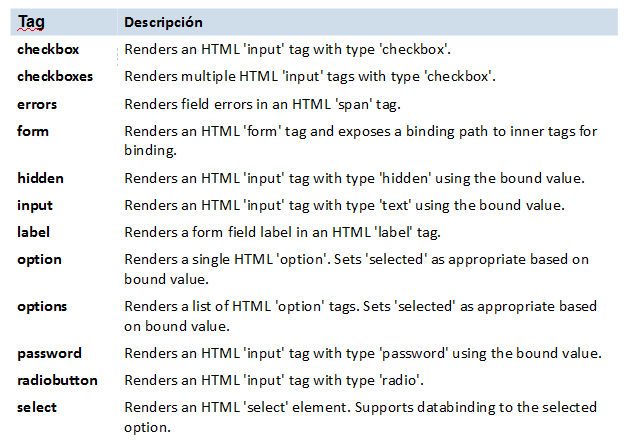 Tag Descripción
checkbox Renders an HTML 'input' tag with type 'checkbox'.
checkboxes Renders multiple HTML 'input' tags with type 'checkbox'.
errors Renders field errors in an HTML 'span' tag.
form Renders an HTML 'form' tag and exposes a binding path to inner tags for
binding.
hidden Renders an HTML 'input' tag with type 'hidden' using the bound value.
input Renders an HTML 'input' tag with type 'text' using the bound value.
label Renders a form field label in an HTML 'label' tag.
option Renders a single HTML 'option'. Sets 'selected' as appropriate based on
bound value.
options Renders a list of HTML 'option' tags. Sets 'selected' as appropriate based
on bound value.
password Renders an HTML 'input' tag with type 'password' using the bound value.
radiobutton Renders an HTML 'input' tag with type 'radio'.
select Renders an HTML 'select' element. Supports databinding to the selected
option.